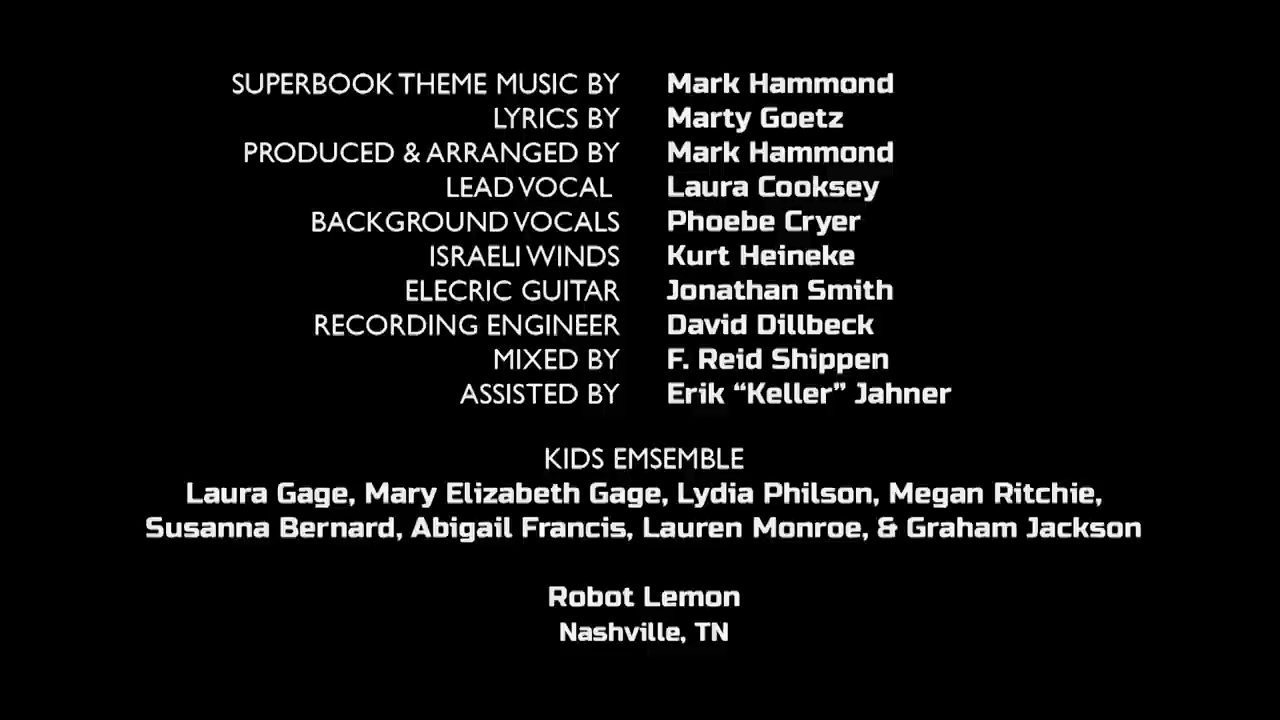 SUPERBOOK THEME MUSIC BY Mark Hammond
LYRICS BY Marty Goetz
PRODUCED & ARRANGED BY Mark Hammond
LEAD VOCAL Laura Cooksey
BACKGROUND VOCALS Phoebe Cryer
ISRAELI WINDS Kurt Heineke
ELECRIC GUITAR Jonathan Smith
RECORDING ENGINEER David Dillbeck
MIXED BY F. Reid Shippen
ASSISTED BY Erik “Keller” Jahner
KIDS EMSEMBLE
Laura Gage, Mary Elizabeth Gage, Lydia Philson, Megan Ritchie,
Susanna Bernard, Abigail Francis, Lauren Monroe, & Graham Jackson
Robot Lemon
Nashville, TN